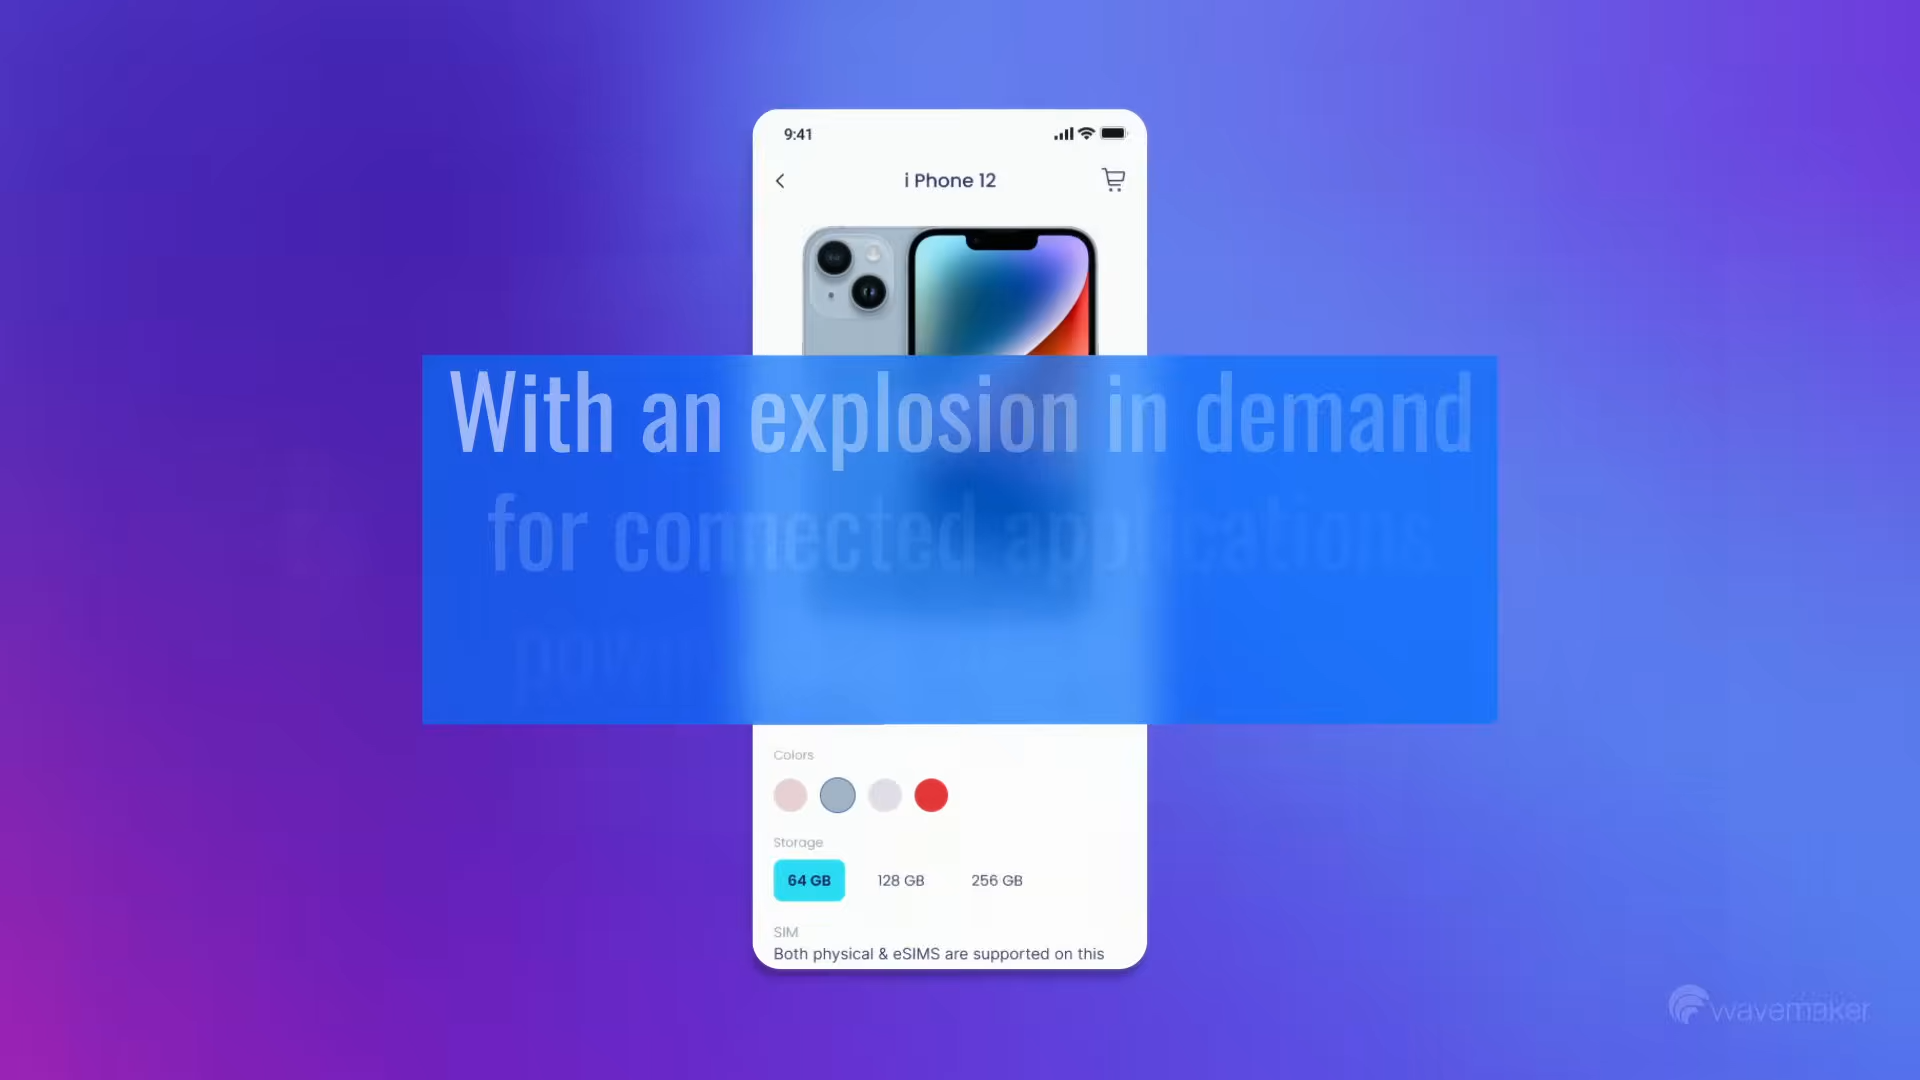 9:41
i Phone 12
With an explosion in demand
for connected applications
Colors
Storage
64 GB
128 GB
256 GB
SIM
Both physical & eSIMS are supported on this
wavemaker